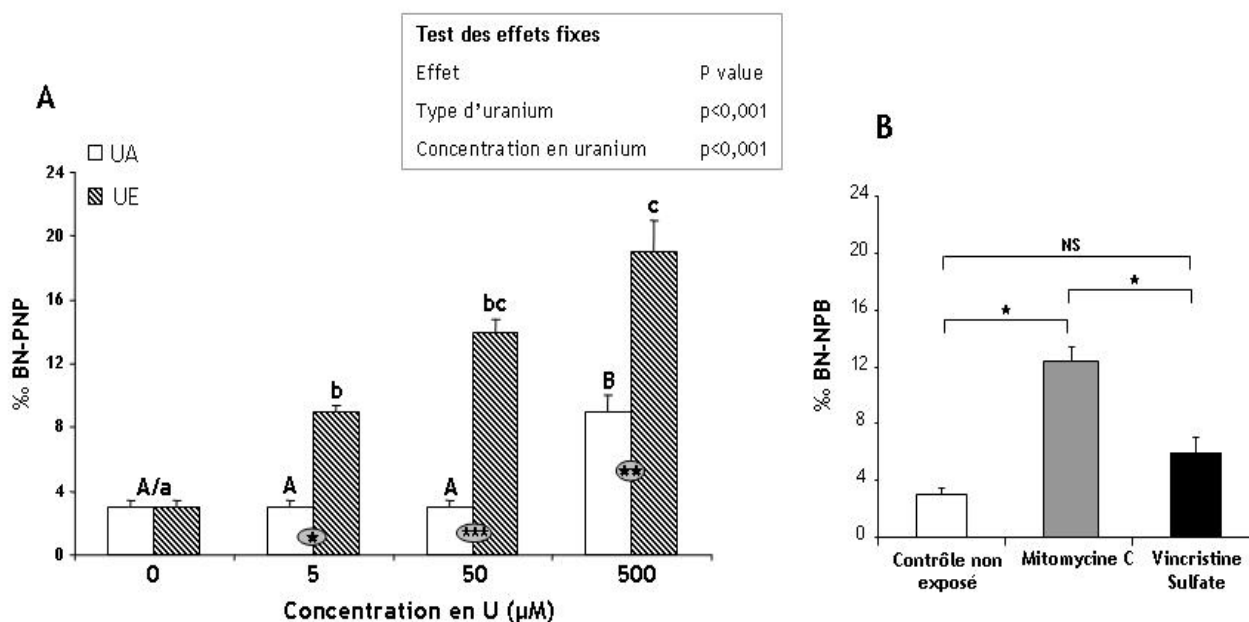 Test des effets fixes
Effet P value
Type d'uranium p<0,001
Concentration en uranium p<0,001
A
UA
UE
‰ BN-PNP
24
20
16
12
8
4
0
A/a
A
b
A
bc
B
c
★
***
★★
0 5 50 500
Concentration en U (µM)
B
‰ BN-NPB
24
20
16
12
8
4
0
NS
★
★
Contrôle non exposé
Mitomycine C
Vincristine Sulfate